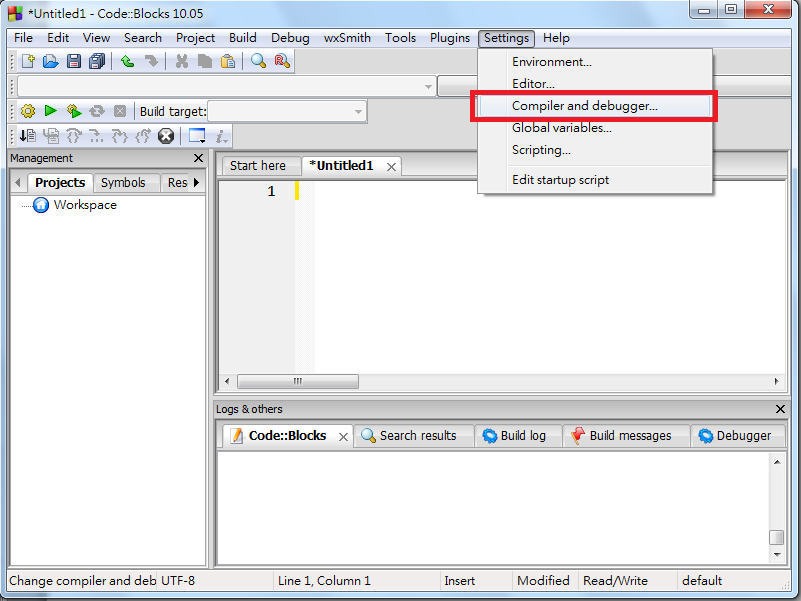 *Untitled1 - Code::Blocks 10.05
File Edit View Search Project Build Debug wxSmith Tools Plugins Settings Help
Environment...
Editor...
Compiler and debugger...
Global variables...
Scripting...
Edit startup script
Build target:
Management
Projects Symbols Res
Workspace
Start here *Untitled1
1
Logs & others
Code::Blocks Search results Build log Build messages Debugger
Change compiler and deb UTF-8 Line 1, Column 1 Insert Modified Read/Write default